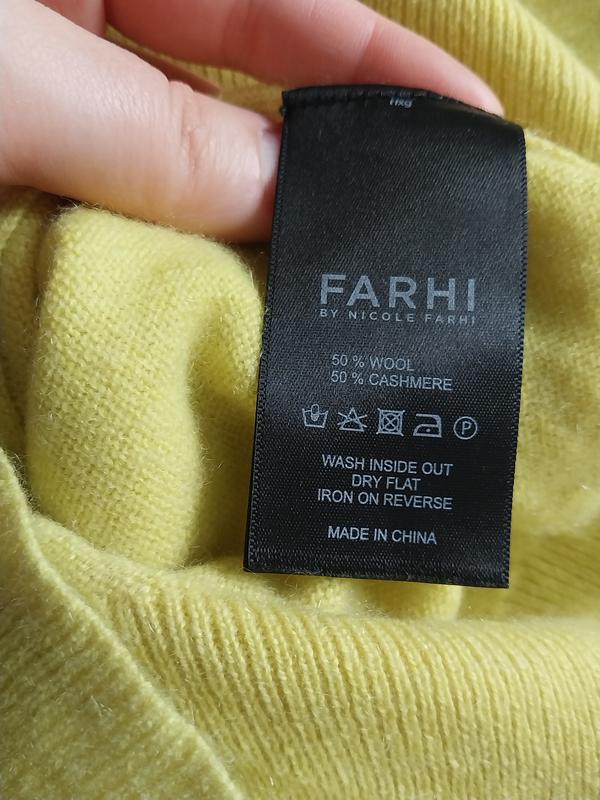 FARHI
BY NICOLE FARHI
50 % WOOL
50 % CASHMERE
P
WASH INSIDE OUT
DRY FLAT
IRON ON REVERSE
MADE IN CHINA